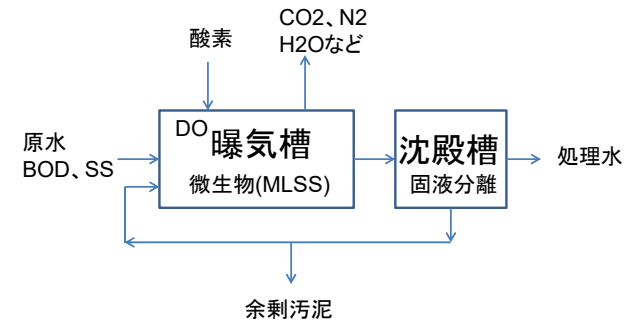 酸素
CO2、N2
H2Oなど
原水
BOD、SS
DO
曝気槽
微生物(MLSS)
沈殿槽
固液分離
処理水
余剰汚泥